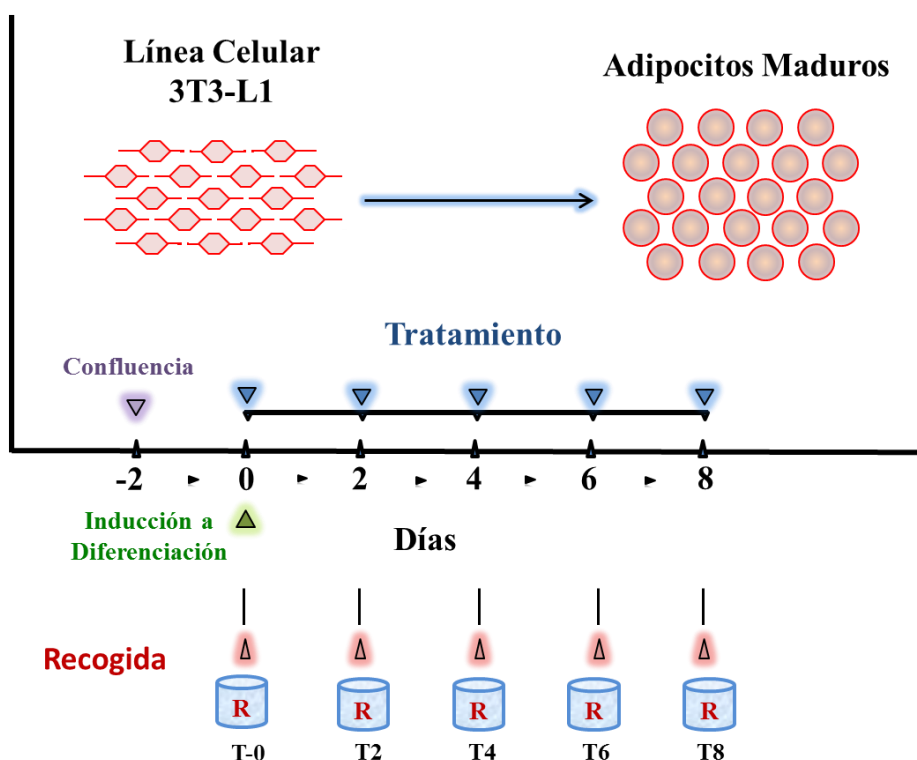 Línea Celular
3T3-L1
Adipocitos Maduros
Tratamiento
Confluencia
-2 0 2 4 6 8
Inducción a
Diferenciación
Días
Recogida
R R R R R
T-0 T2 T4 T6 T8